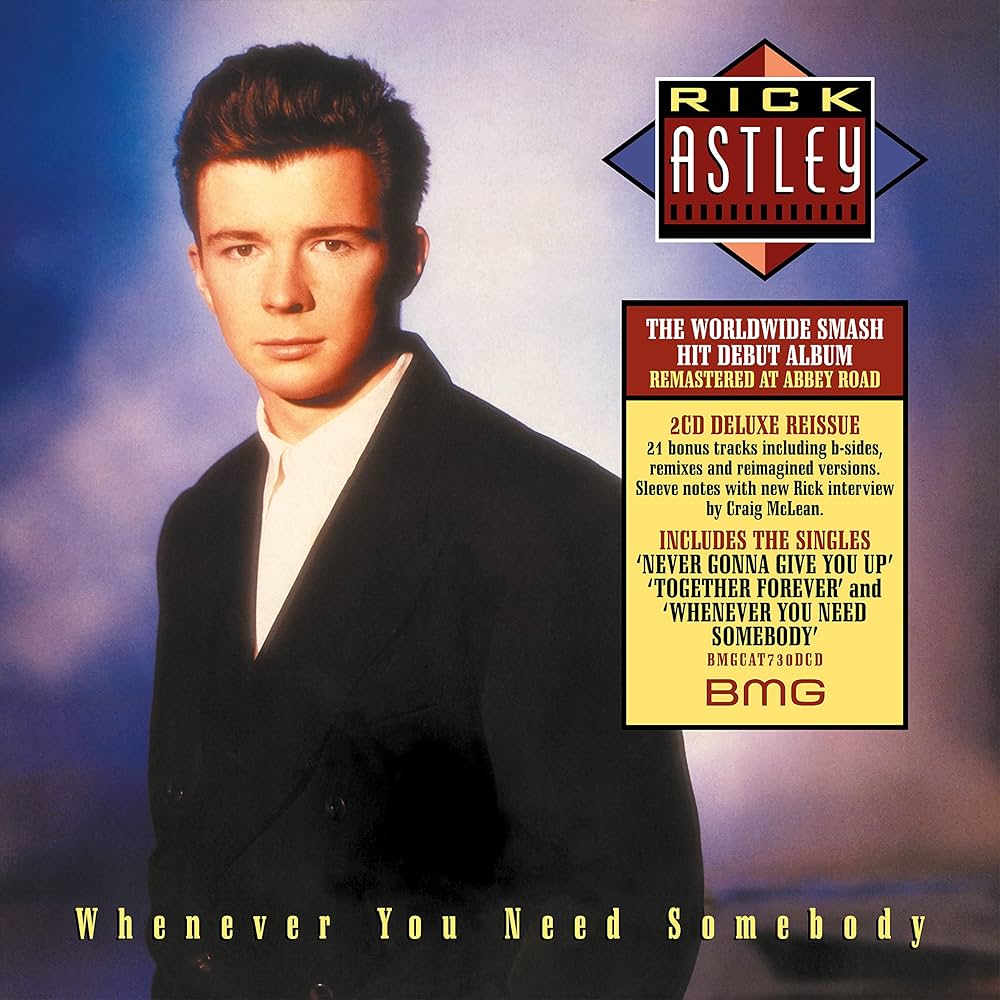 RICK
ASTLEY
THE WORLDWIDE SMASH
HIT DEBUT ALBUM
REMASTERED AT ABBEY ROAD
2CD DELUXE REISSUE
21 bonus tracks including b-sides,
remixes and reimagined versions.
Sleeve notes with new Rick interview
by Craig McLean.
INCLUDES THE SINGLES
‘NEVER GONNA GIVE YOU UP’
‘TOGETHER FOREVER’ and
‘WHENEVER YOU NEED
SOMEBODY’
BMGCAT730DCD
BMG
Whenever You Need Somebody